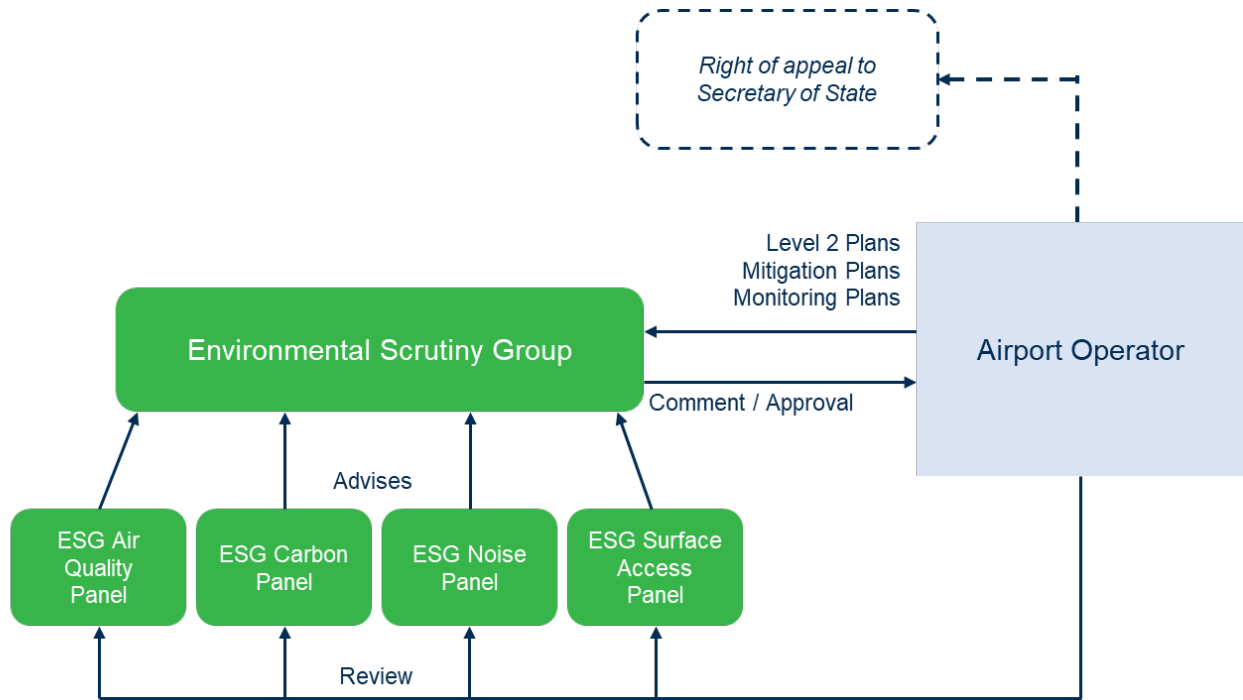 Right of appeal to
Secretary of State
Level 2 Plans
Mitigation Plans
Monitoring Plans
Environmental Scrutiny Group
Airport Operator
Comment / Approval
Advises
ESG Air
Quality
Panel
ESG Carbon
Panel
ESG Noise
Panel
ESG Surface
Access
Panel
Review